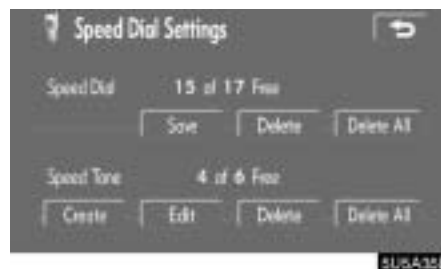 Speed Dial Settings
Speed Dial 15 of 17 Free
Save Delete Delete All
Speed Tone 4 of 6 Free
Create Edit Delete Delete All